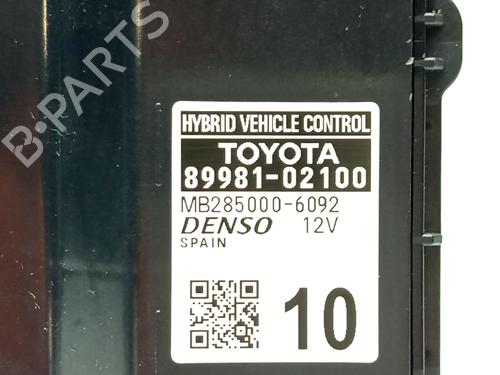 B-PARTS
HYBRID VEHICLE CONTROL
TOYOTA
89981-02100
MB285000-6092
DENSO 12V
SPAIN
10